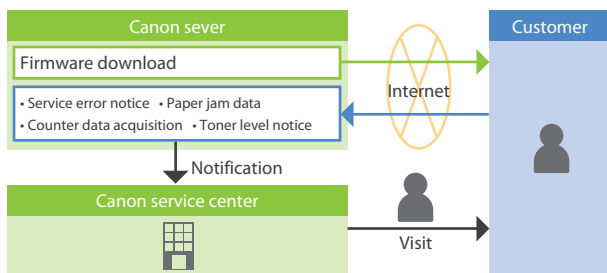 Canon sever
Customer
Firmware download
Internet
• Service error notice • Paper jam data
• Counter data acquisition • Toner level notice
Notification
Canon service center
Visit